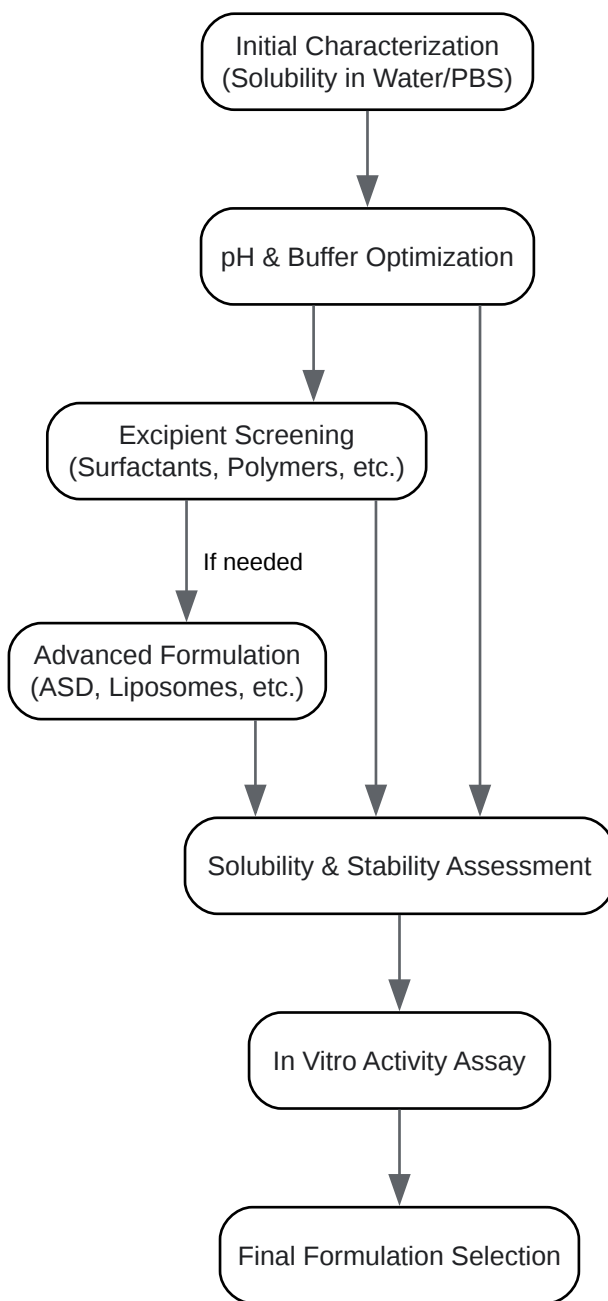 Initial Characterization
(Solubility in Water/PBS)
pH & Buffer Optimization
Excipient Screening
(Surfactants, Polymers, etc.)
If needed
Advanced Formulation
(ASD, Liposomes, etc.)
Solubility & Stability Assessment
In Vitro Activity Assay
Final Formulation Selection